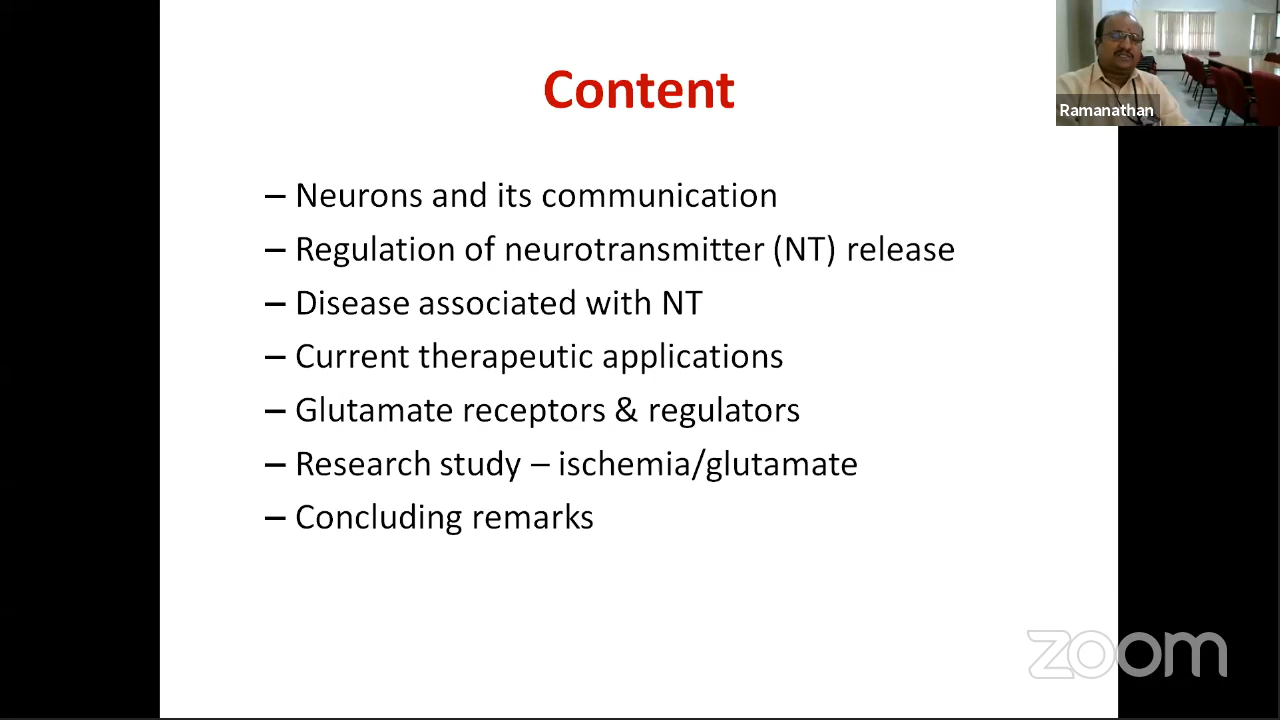 Content
Ramanathan
– Neurons and its communication
– Regulation of neurotransmitter (NT) release
– Disease associated with NT
– Current therapeutic applications
– Glutamate receptors & regulators
– Research study – ischemia/glutamate
– Concluding remarks
zoom